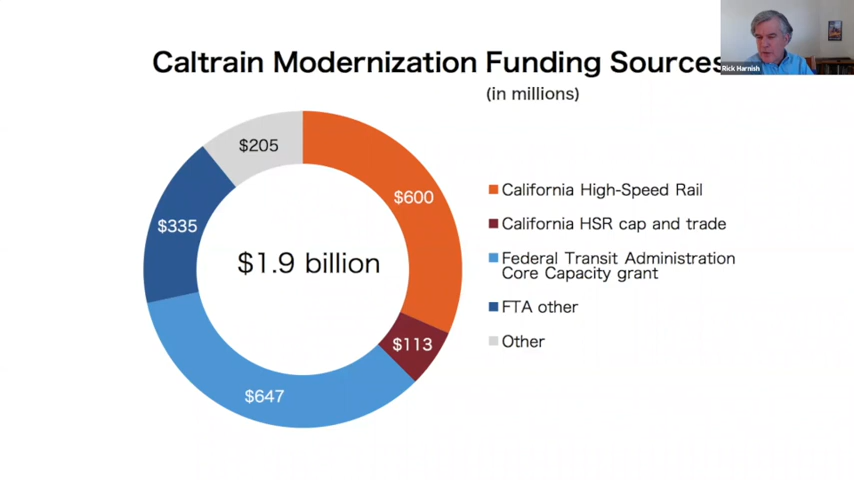 Caltrain Modernization Funding Sources
(in millions)
Rick Harnish
$205
$600
$335
$1.9 billion
$113
$647
California High-Speed Rail
California HSR cap and trade
Federal Transit Administration
Core Capacity grant
FTA other
Other